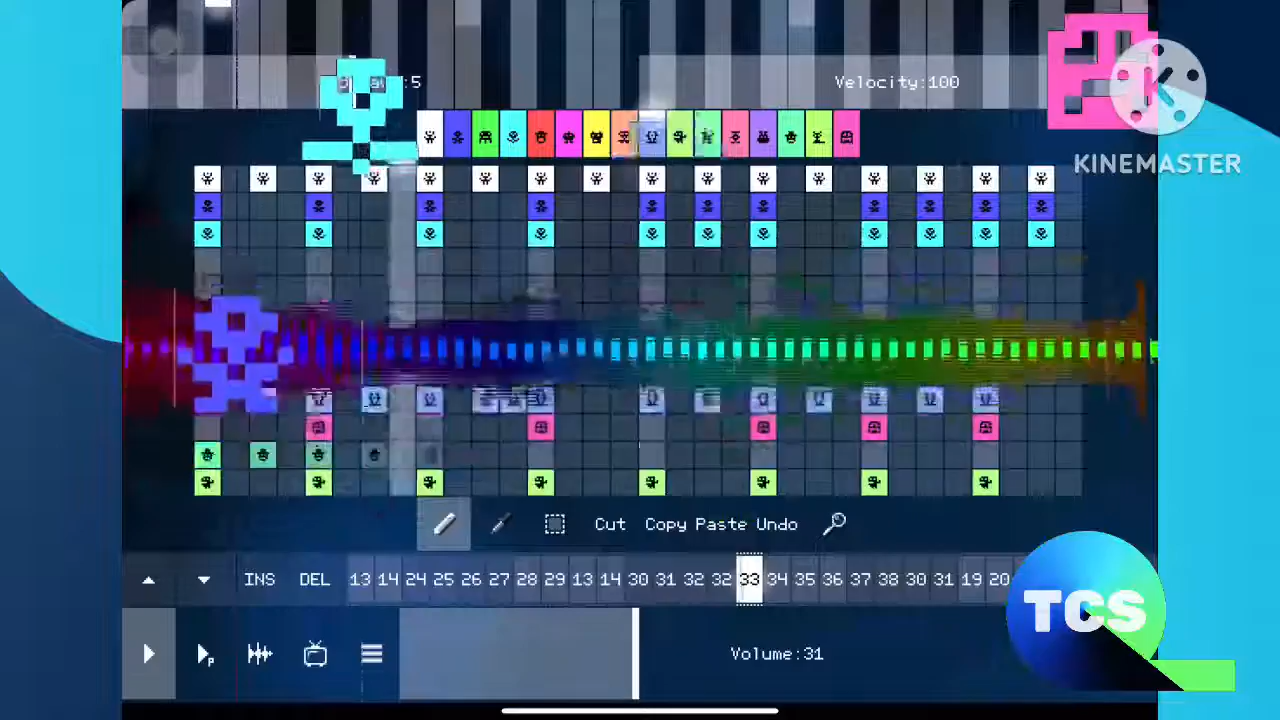 :5
Velocity:100
KINEMASTER
Cut Copy Paste Undo
INS DEL 13 14 24 25 26 27 28 29 13 14 30 31 32 32 33 34 35 36 37 38 30 31 19 20
TCS
Volume:31